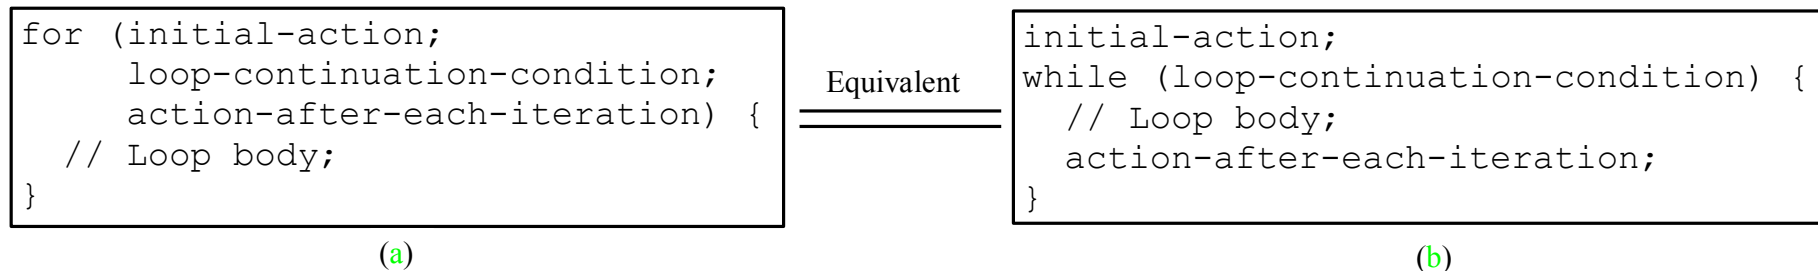 for (initial-action;
     loop-continuation-condition;
     action-after-each-iteration) {
  // Loop body;
}
(a)
Equivalent
initial-action;
while (loop-continuation-condition) {
  // Loop body;
  action-after-each-iteration;
}
(b)